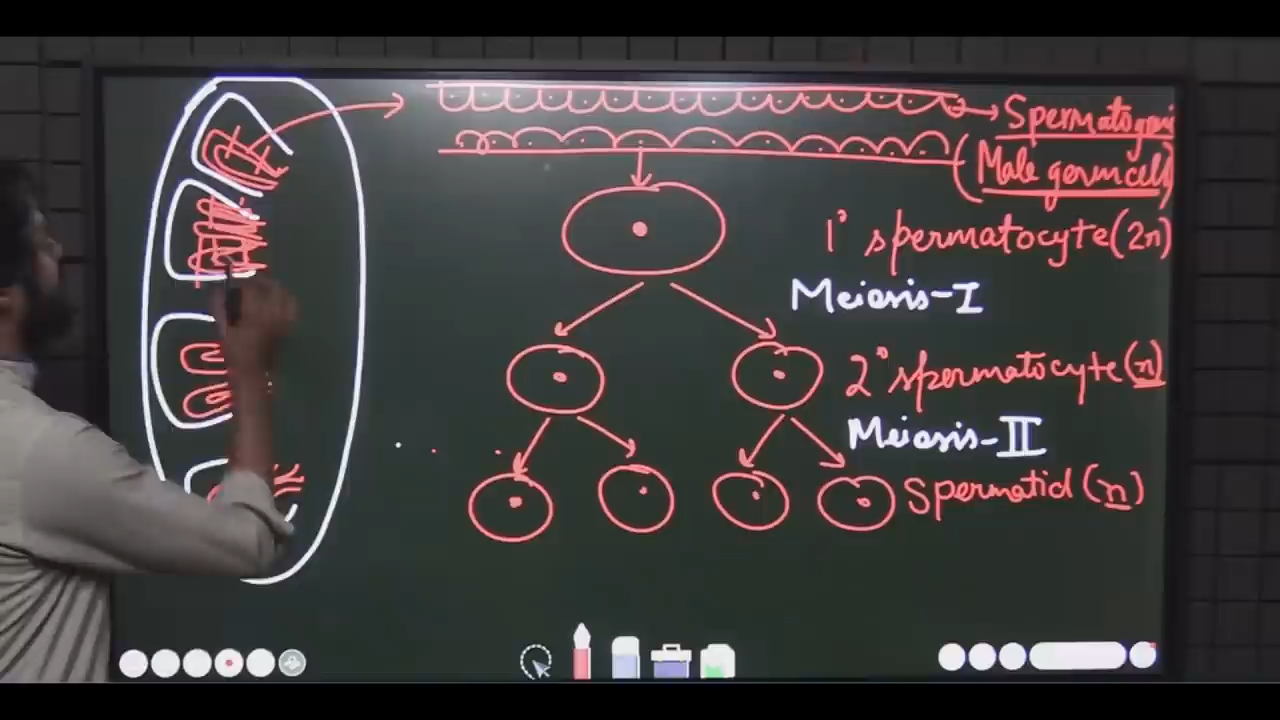 Spermatogoni
(Male germ cell)
1° spermatocyte (2n)
Meiosis-I
2° spermatocyte (n)
Meiosis-II
Spermatid (n)